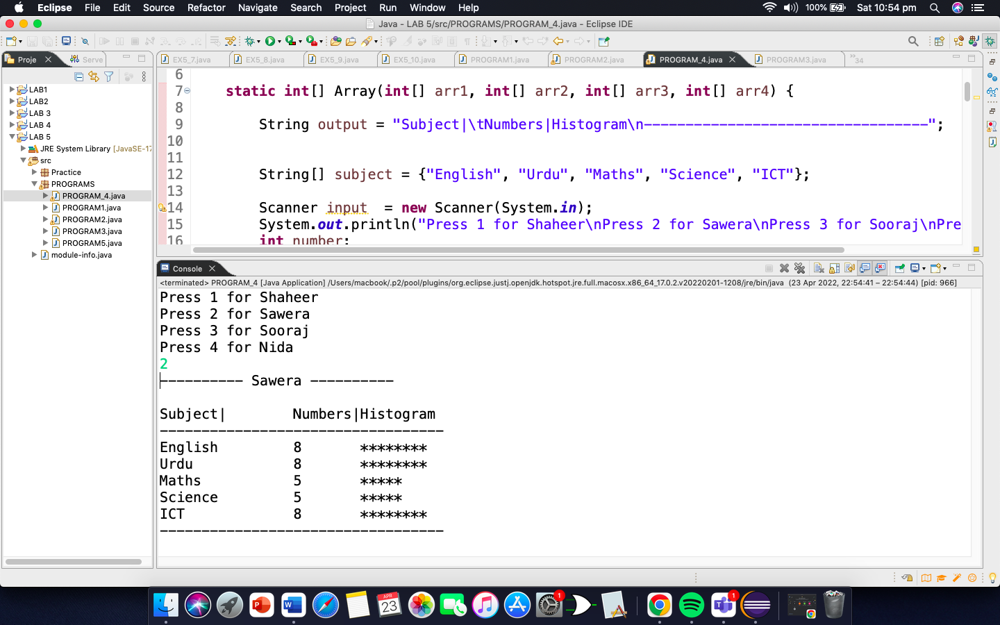 Eclipse File Edit Source Refactor Navigate Search Project Run Window Help 100% Sat 10:54 pm
Java - LAB 5/src/PROGRAMS/PROGRAM_4.java - Eclipse IDE
Proje Serve
EX5_7.java EX5_8.java EX5_9.java EX5_10.java PROGRAM1.java PROGRAM2.java PROGRAM_4.java PROGRAM3.java »34
LAB1
LAB2
LAB 3
LAB 4
LAB 5
JRE System Library [JavaSE-17
src
Practice
PROGRAMS
PROGRAM_4.java
PROGRAM1.java
PROGRAM2.java
PROGRAM3.java
PROGRAM5.java
module-info.java
6
7 static int[] Array(int[] arr1, int[] arr2, int[] arr3, int[] arr4) {
8
9 String output = "Subject|\tNumbers|Histogram\n----------------------------------";
10
11
12 String[] subject = {"English", "Urdu", "Maths", "Science", "ICT"};
13
14 Scanner input = new Scanner(System.in);
15 System.out.println("Press 1 for Shaheer\nPress 2 for Sawera\nPress 3 for Sooraj\nPre
16 int number;
Console
<terminated> PROGRAM_4 [Java Application] /Users/macbook/.p2/pool/plugins/org.eclipse.justj.openjdk.hotspot.jre.full.macosx.x86_64_17.0.2.v20220201-1208/jre/bin/java (23 Apr 2022, 22:54:41 – 22:54:44) [pid: 966]
Press 1 for Shaheer
Press 2 for Sawera
Press 3 for Sooraj
Press 4 for Nida
2
---------- Sawera ----------
Subject| Numbers|Histogram
----------------------------------
English 8 ********
Urdu 8 ********
Maths 5 *****
Science 5 *****
ICT 8 ********
----------------------------------
P W APR 23 1 1